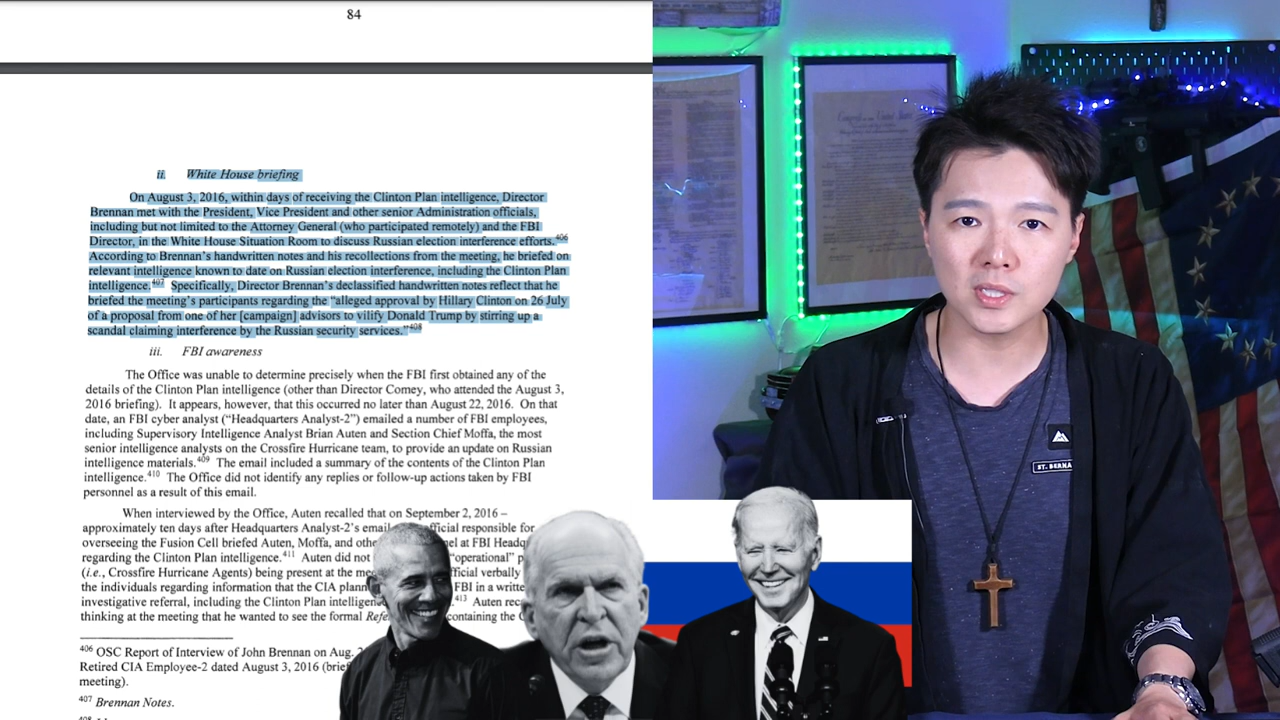 84
ii. White House briefing
On August 3, 2016, within days of receiving the Clinton Plan intelligence, Director
Brennan met with the President, Vice President and other senior Administration officials,
including but not limited to the Attorney General (who participated remotely) and the FBI
Director, in the White House Situation Room to discuss Russian election interference efforts.406
According to Brennan's handwritten notes and his recollections from the meeting, he briefed on
relevant intelligence known to date on Russian election interference, including the Clinton Plan
intelligence.407 Specifically, Director Brennan's declassified handwritten notes reflect that he
briefed the meeting's participants regarding the "alleged approval by Hillary Clinton on 26 July
of a proposal from one of her [campaign] advisors to vilify Donald Trump by stirring up a
scandal claiming interference by the Russian security services."408
iii. FBI awareness
The Office was unable to determine precisely when the FBI first obtained any of the
details of the Clinton Plan intelligence (other than Director Comey, who attended the August 3,
2016 briefing). It appears, however, that this occurred no later than August 22, 2016. On that
date, an FBI cyber analyst ("Headquarters Analyst-2") emailed a number of FBI employees,
including Supervisory Intelligence Analyst Brian Auten and Section Chief Moffa, the most
senior intelligence analysts on the Crossfire Hurricane team, to provide an update on Russian
intelligence materials.409 The email included a summary of the contents of the Clinton Plan
intelligence.410 The Office did not identify any replies or follow-up actions taken by FBI
personnel as a result of this email.
When interviewed by the Office, Auten recalled that on September 2, 2016 –
approximately ten days after Headquarters Analyst-2's email official responsible for
overseeing the Fusion Cell briefed Auten, Moffa, and at FBI
regarding the Clinton Plan intelligence.411 Auten did not "operational"
(i.e., Crossfire Hurricane Agents) being present at the verbally
the individuals regarding information that the CIA FBI in a
investigative referral, including the Clinton Plan 413 Auten
thinking at the meeting that he wanted to see the formal containing the
406 OSC Report of Interview of John Brennan on Aug.
Retired CIA Employee-2 dated August 3, 2016
meeting).
407 Brennan Notes.
ST. BERNA